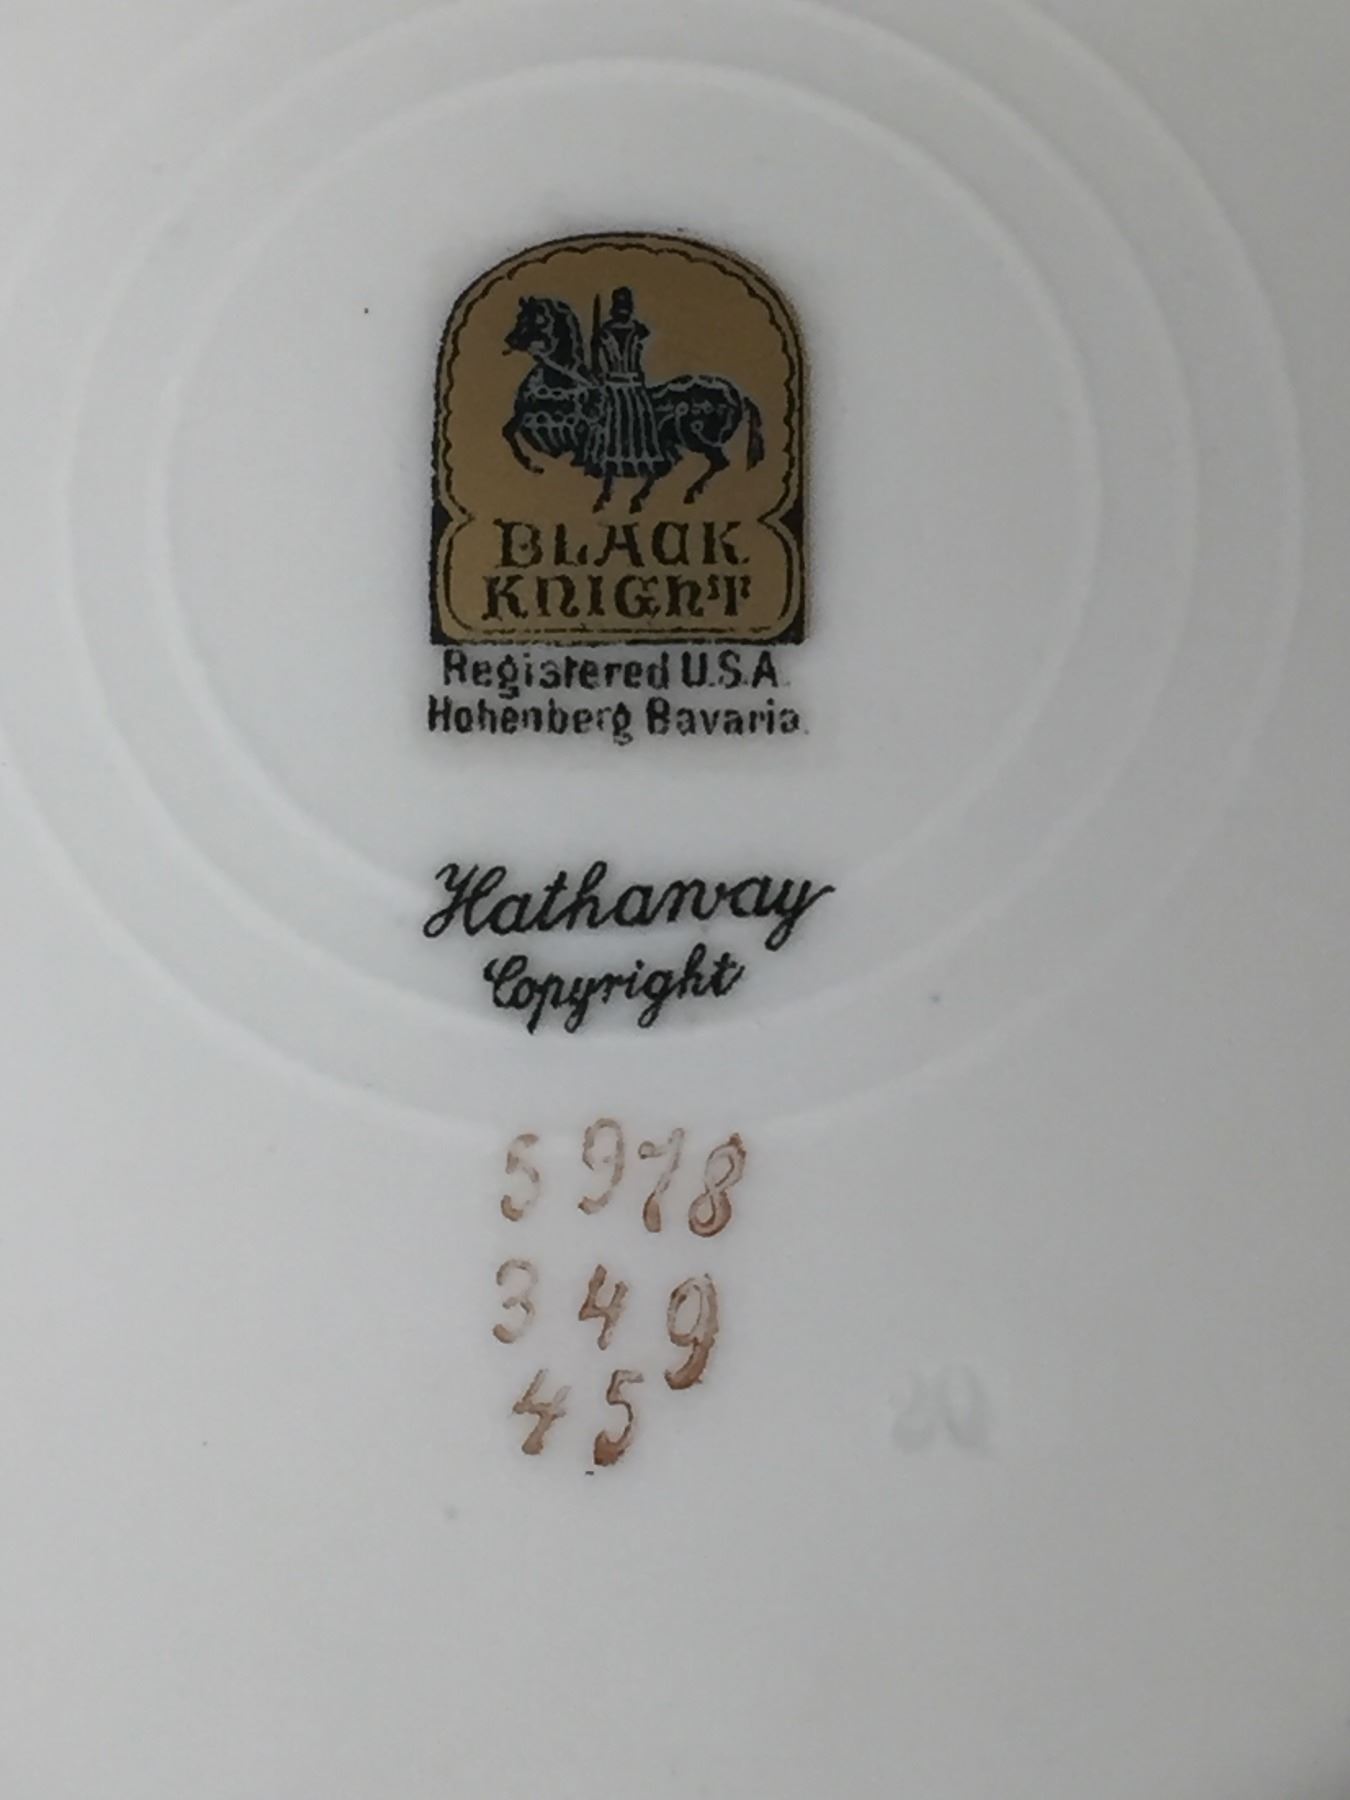 BLACK
KNIGHT
Registered U.S.A.
Hohenberg Bavaria.
Hathaway
Copyright
5978
349
45